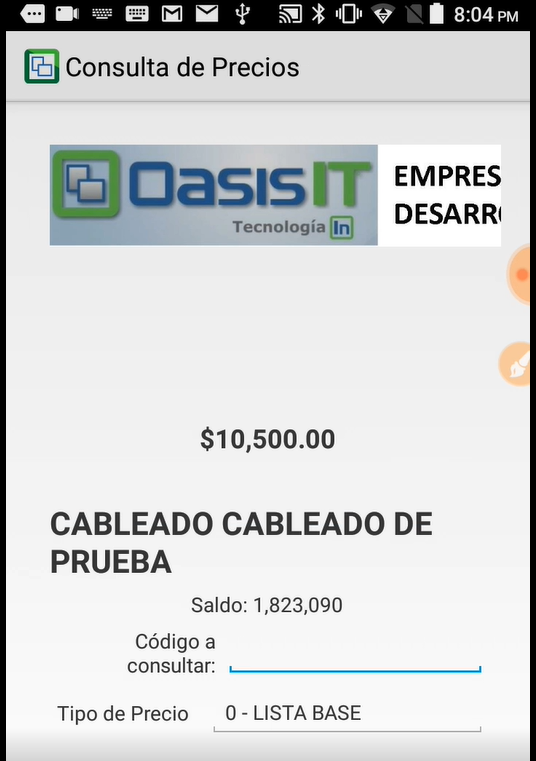 8:04 PM
Consulta de Precios
OasisIT
Tecnología In
EMPRES
DESARR
$10,500.00
CABLEADO CABLEADO DE
PRUEBA
Saldo: 1,823,090
Código a
consultar:
Tipo de Precio
0 - LISTA BASE